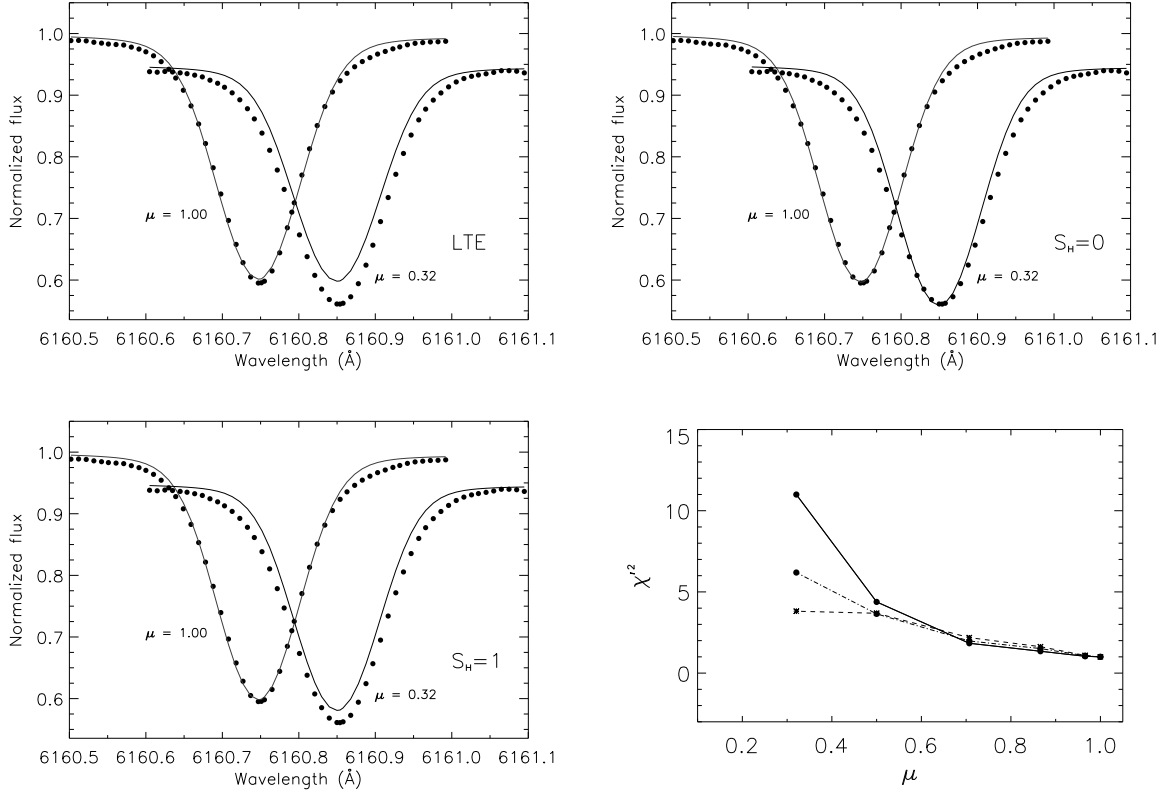 1.0
0.9
0.8
0.7
0.6
Normalized flux
μ = 1.00
LTE
μ = 0.32
6160.5 6160.6 6160.7 6160.8 6160.9 6161.0 6161.1
Wavelength (Å)
1.0
0.9
0.8
0.7
0.6
Normalized flux
μ = 1.00
S_H=0
μ = 0.32
6160.5 6160.6 6160.7 6160.8 6160.9 6161.0 6161.1
Wavelength (Å)
1.0
0.9
0.8
0.7
0.6
Normalized flux
μ = 1.00
S_H=1
μ = 0.32
6160.5 6160.6 6160.7 6160.8 6160.9 6161.0 6161.1
Wavelength (Å)
15
10
5
0
χ'²
0.2 0.4 0.6 0.8 1.0
μ